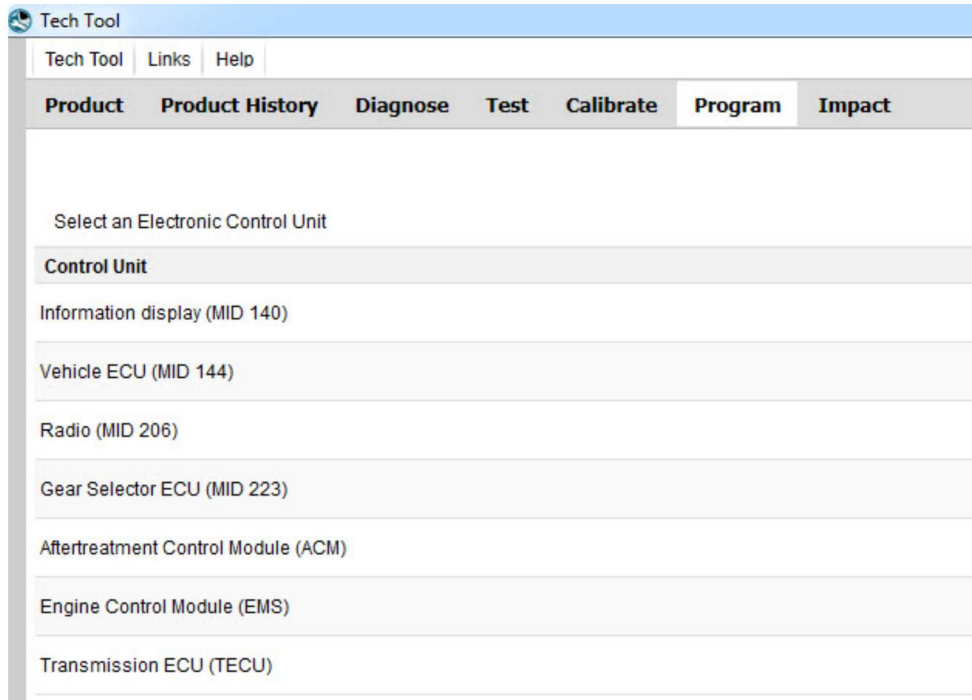 Tech Tool
Tech Tool Links Help
Product Product History Diagnose Test Calibrate Program Impact
Select an Electronic Control Unit
Control Unit
Information display (MID 140)
Vehicle ECU (MID 144)
Radio (MID 206)
Gear Selector ECU (MID 223)
Aftertreatment Control Module (ACM)
Engine Control Module (EMS)
Transmission ECU (TECU)